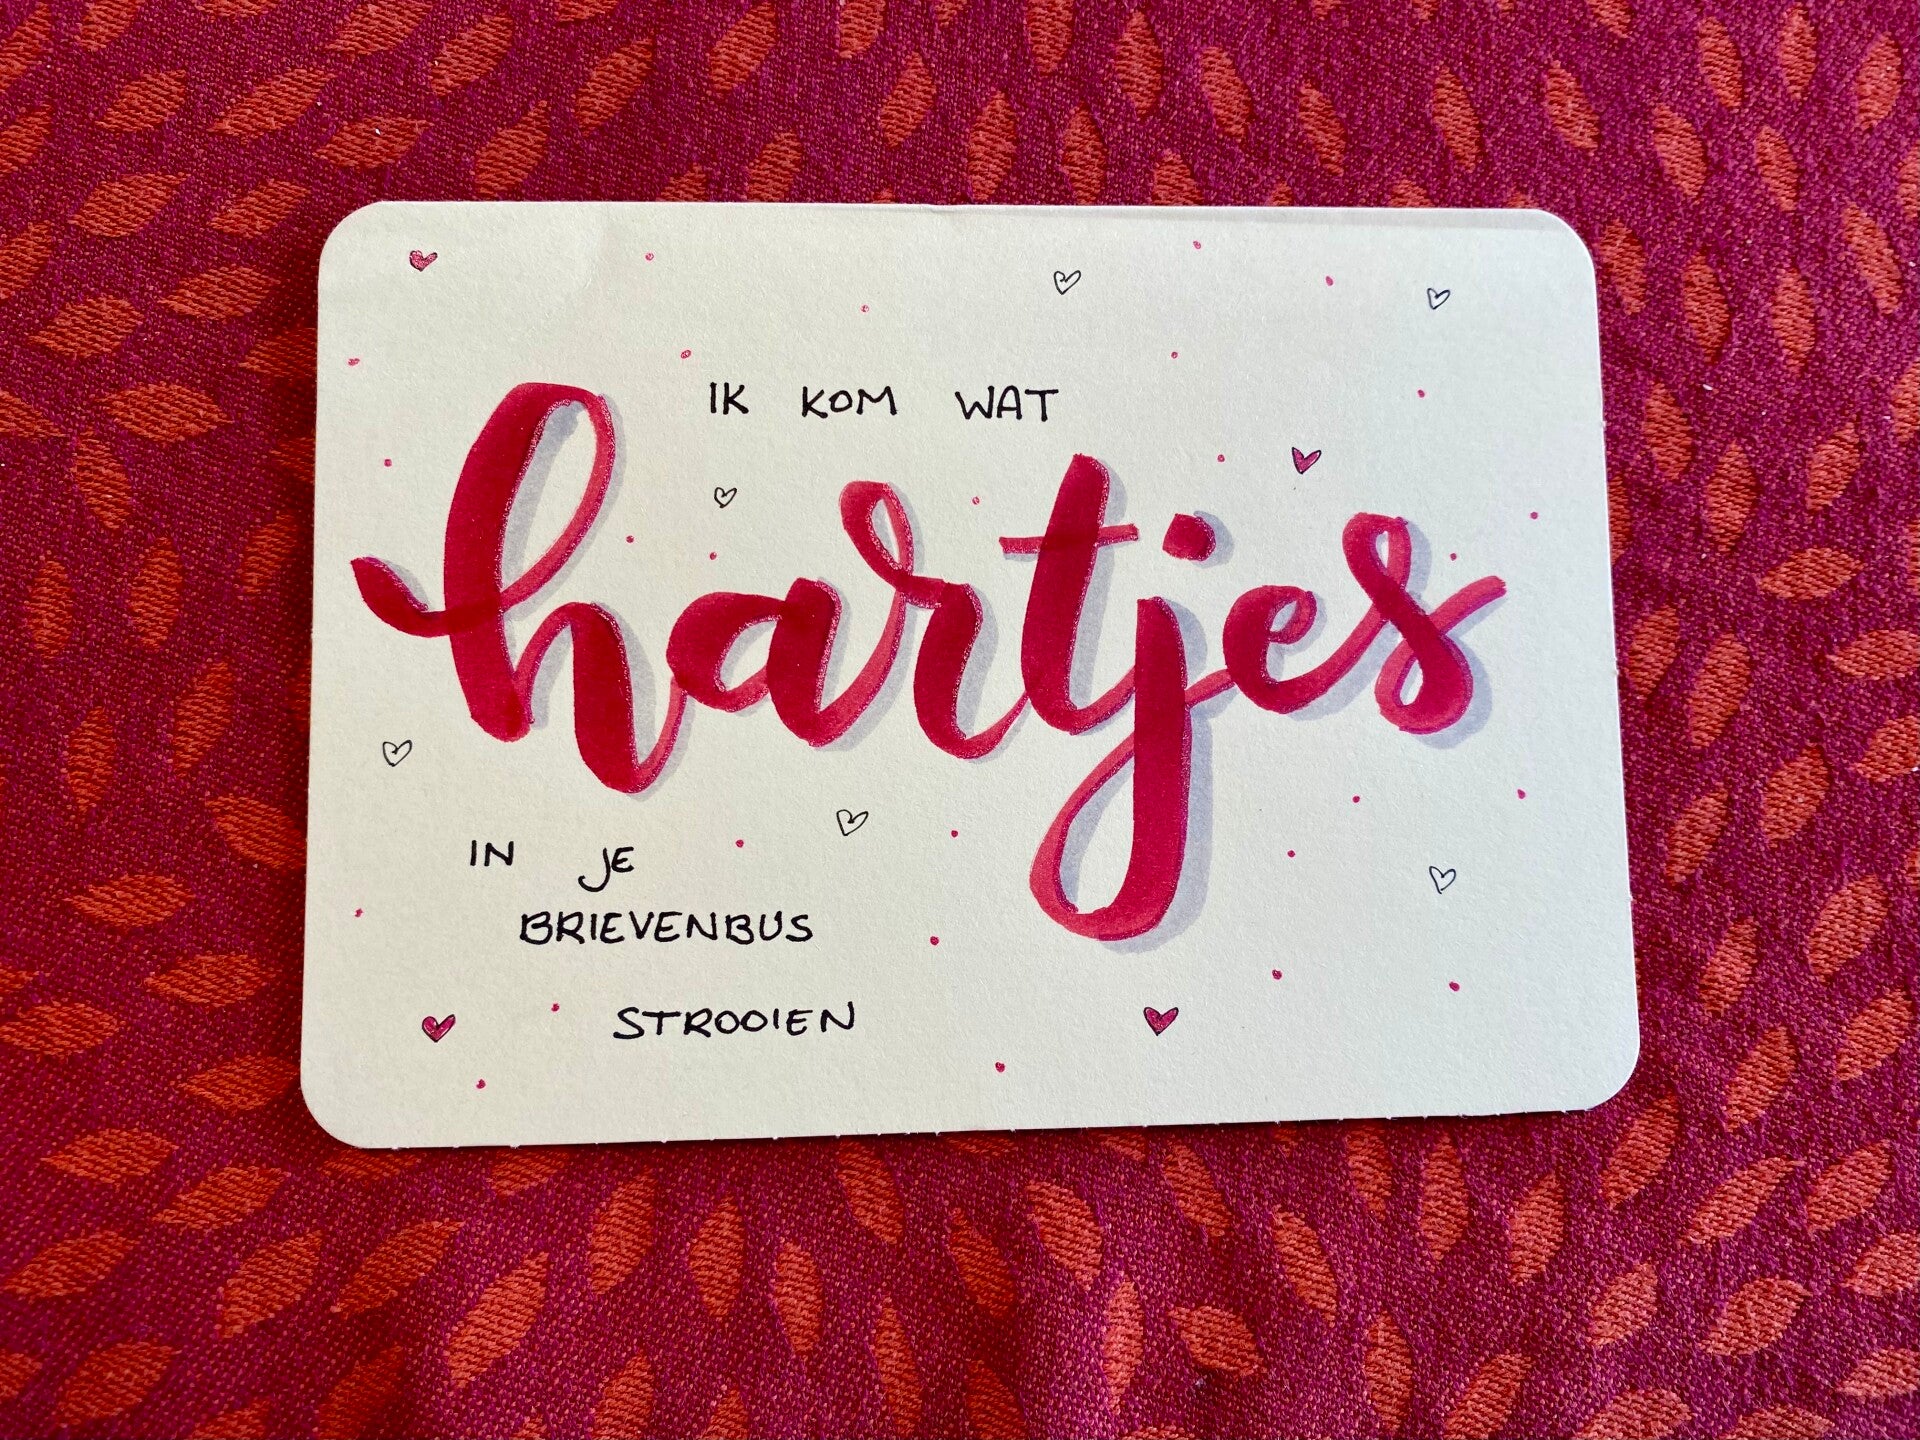 IK KOM WAT
hartjes
IN JE
BRIEVENBUS
STROOIEN